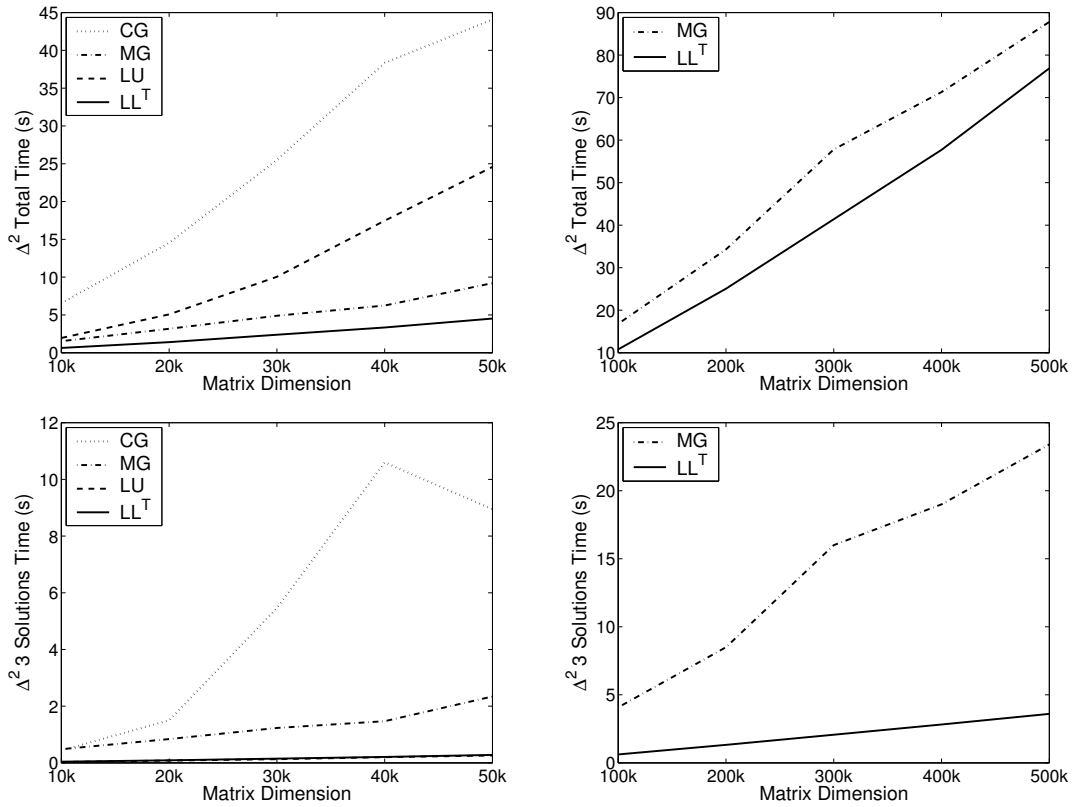 45
40
35
30
25
20
15
10
5
0
Δ² Total Time (s)
CG
MG
LU
LL^T
10k 20k 30k 40k 50k
Matrix Dimension
90
80
70
60
50
40
30
20
10
Δ² Total Time (s)
MG
LL^T
100k 200k 300k 400k 500k
Matrix Dimension
12
10
8
6
4
2
0
Δ² 3 Solutions Time (s)
CG
MG
LU
LL^T
10k 20k 30k 40k 50k
Matrix Dimension
25
20
15
10
5
0
Δ² 3 Solutions Time (s)
MG
LL^T
100k 200k 300k 400k 500k
Matrix Dimension